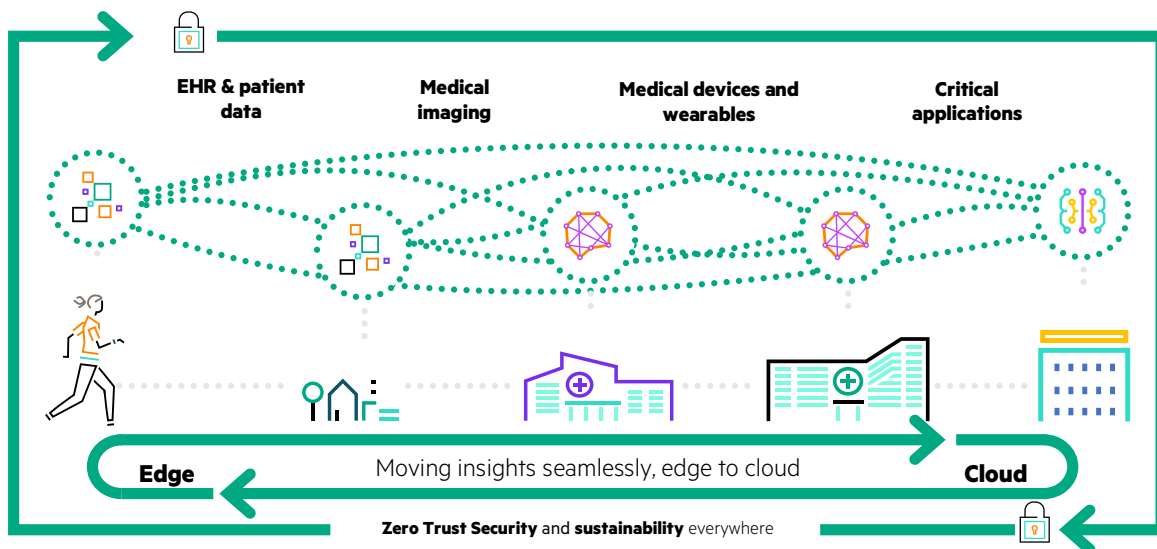 EHR & patient
data
Medical
imaging
Medical devices and
wearables
Critical
applications
Edge
Moving insights seamlessly, edge to cloud
Cloud
Zero Trust Security and sustainability everywhere